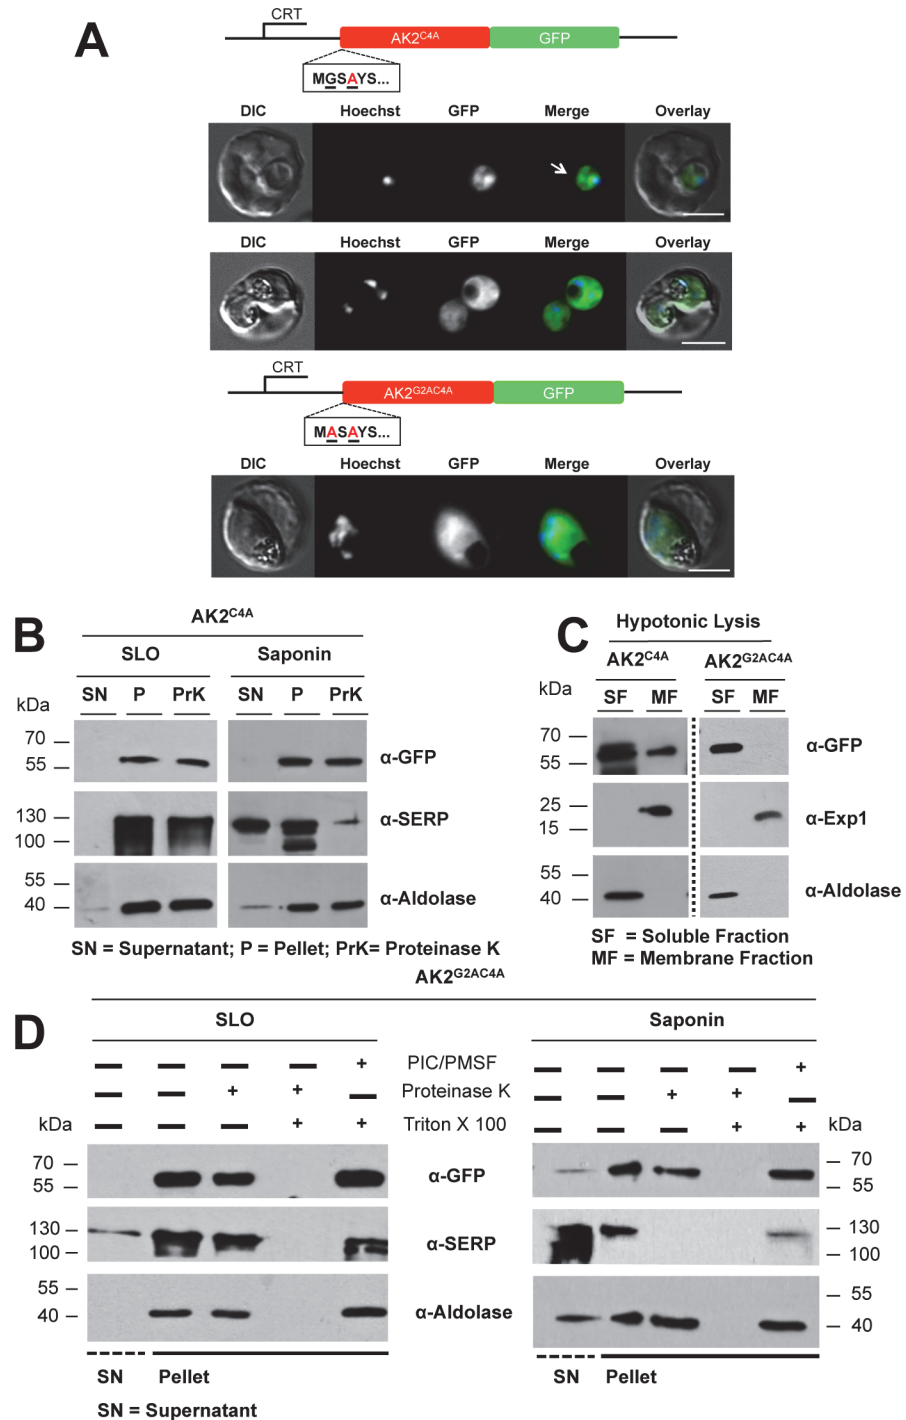 A
CRT
AK2C4A GFP
MGSAYS...
DIC Hoechst GFP Merge Overlay
DIC Hoechst GFP Merge Overlay
CRT
AK2G2AC4A GFP
MASAYS...
DIC Hoechst GFP Merge Overlay
B
AK2C4A
SLO Saponin
kDa SN P PrK SN P PrK
70
55
α-GFP
130
100
α-SERP
55
40
α-Aldolase
SN = Supernatant; P = Pellet; PrK= Proteinase K
C
Hypotonic Lysis
AK2C4A AK2G2AC4A
kDa SF MF SF MF
70
55
α-GFP
25
15
α-Exp1
55
40
α-Aldolase
SF = Soluble Fraction
MF = Membrane Fraction
AK2G2AC4A
D
SLO Saponin
– – – – + PIC/PMSF – – – – +
– – + + – Proteinase K – – + + –
kDa – – – + + Triton X 100 – – – + + kDa
70 70
55 α-GFP 55
130 130
100 α-SERP 100
55 55
40 α-Aldolase 40
SN Pellet SN Pellet
SN = Supernatant